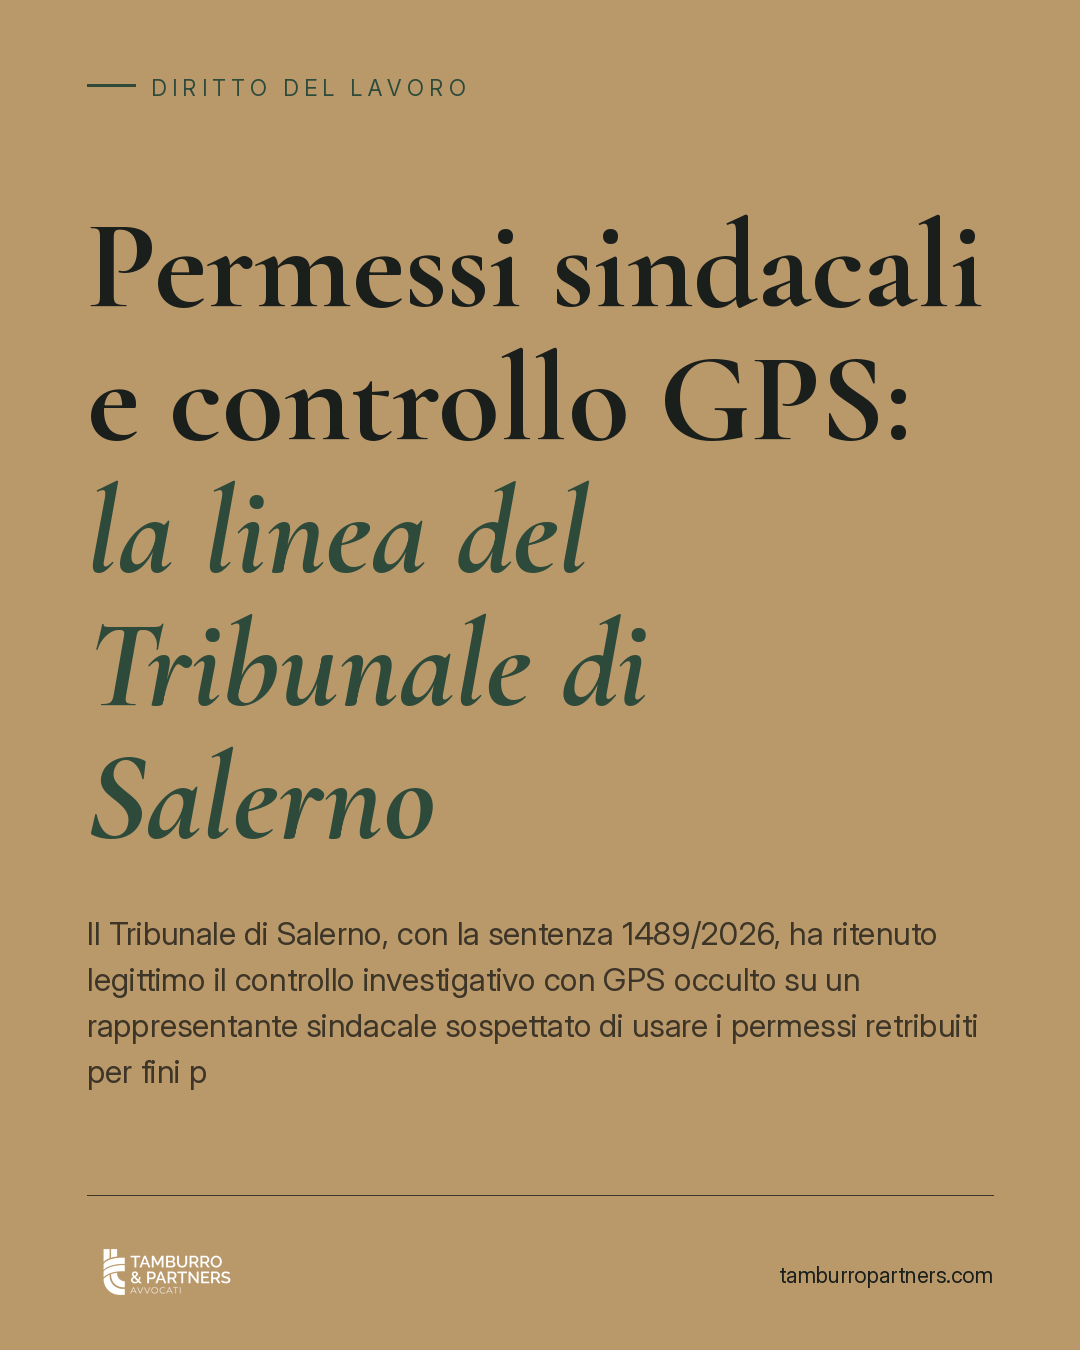 DIRITTO DEL LAVORO
Permessi sindacali
e controllo GPS:
la linea del
Tribunale di
Salerno
Il Tribunale di Salerno, con la sentenza 1489/2026, ha ritenuto
legittimo il controllo investigativo con GPS occulto su un
rappresentante sindacale sospettato di usare i permessi retribuiti
per fini p
TAMBURRO
& PARTNERS
AVVOCATI
tamburropartners.com